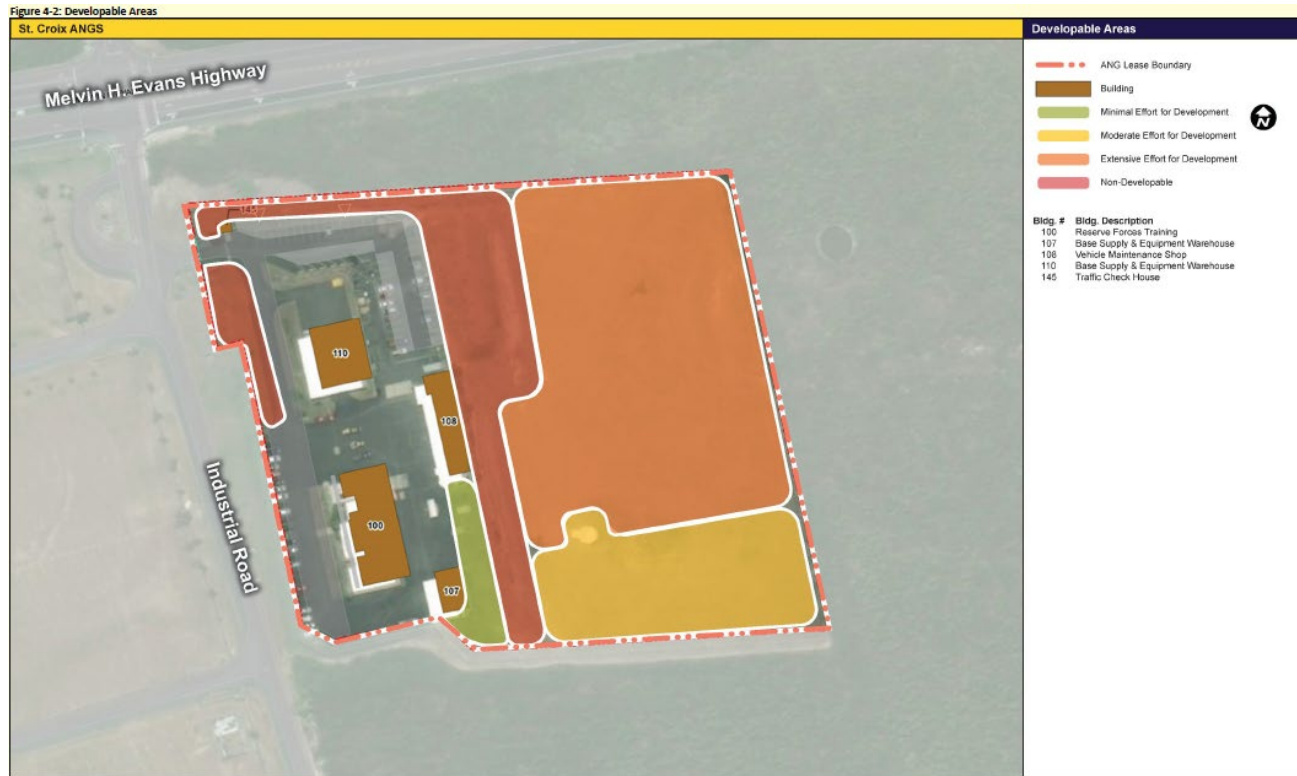 Figure 4-2: Developable Areas
St. Croix ANGS
Developable Areas
Melvin H. Evans Highway
Industrial Road
145
110
108
100
107
ANG Lease Boundary
Building
Minimal Effort for Development
Moderate Effort for Development
Extensive Effort for Development
Non-Developable
N
Bldg. # Bldg. Description
100 Reserve Forces Training
107 Base Supply & Equipment Warehouse
108 Vehicle Maintenance Shop
110 Base Supply & Equipment Warehouse
145 Traffic Check House